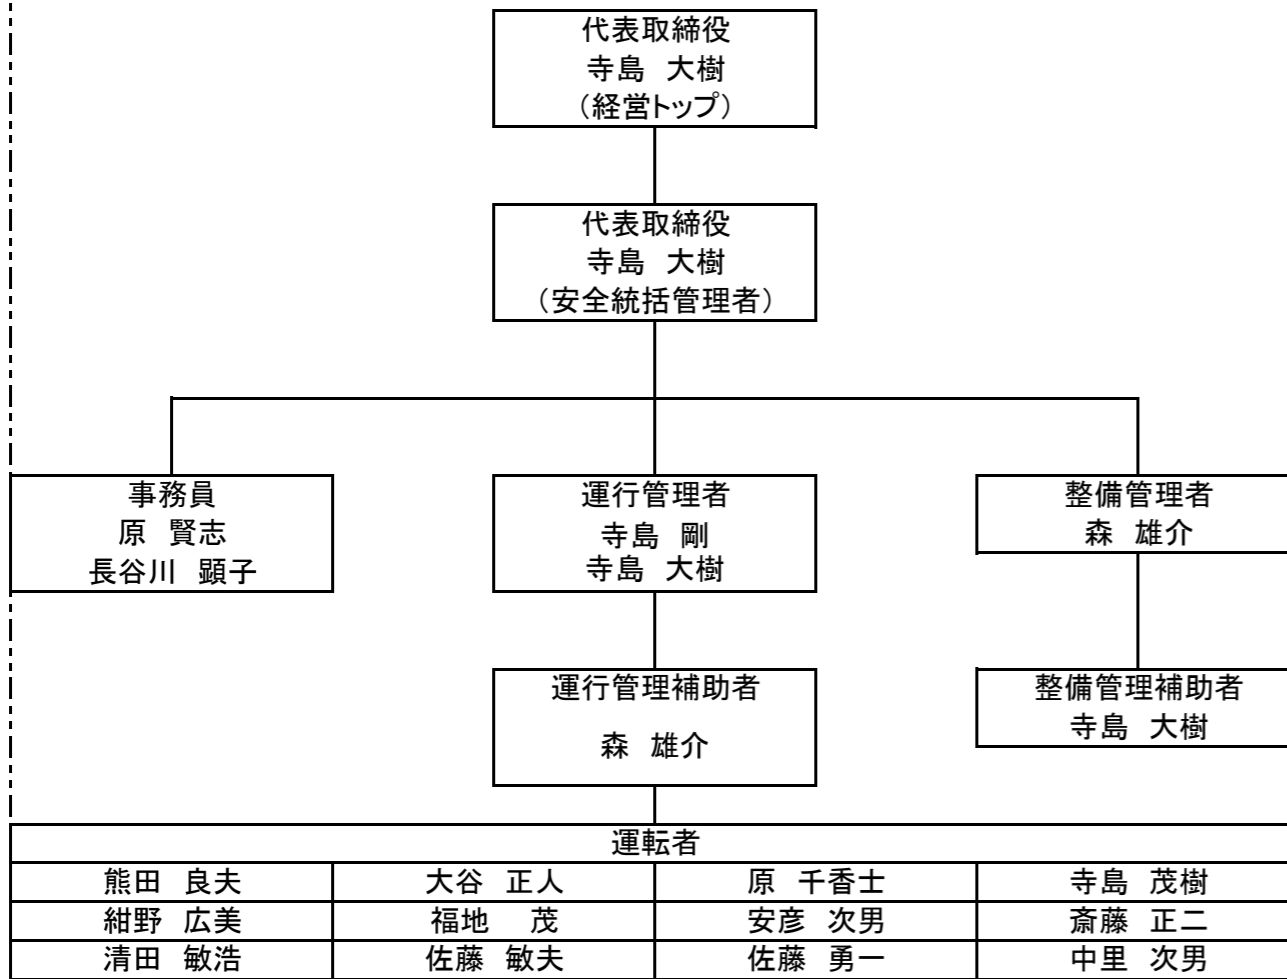 代表取締役
寺島 大樹
（経営トップ）
代表取締役
寺島 大樹
（安全統括管理者）
事務員
原 賢志
長谷川 顕子
運行管理者
寺島 剛
寺島 大樹
整備管理者
森 雄介
運行管理補助者
森 雄介
整備管理補助者
寺島 大樹
運転者
熊田 良夫 大谷 正人 原 千香士 寺島 茂樹
紺野 広美 福地 茂 安彦 次男 斎藤 正二
清田 敏浩 佐藤 敏夫 佐藤 勇一 中里 次男